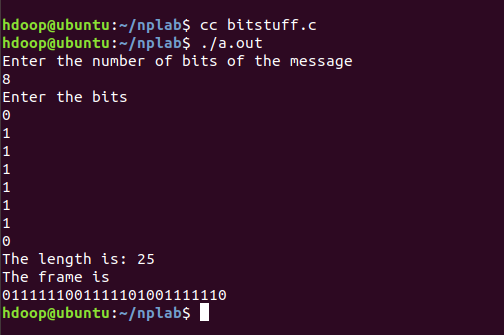 hdoop@ubuntu:~/nplab$ cc bitstuff.c
hdoop@ubuntu:~/nplab$ ./a.out
Enter the number of bits of the message
8
Enter the bits
0
1
1
1
1
1
1
0
The length is: 25
The frame is
0111111001111101001111110
hdoop@ubuntu:~/nplab$